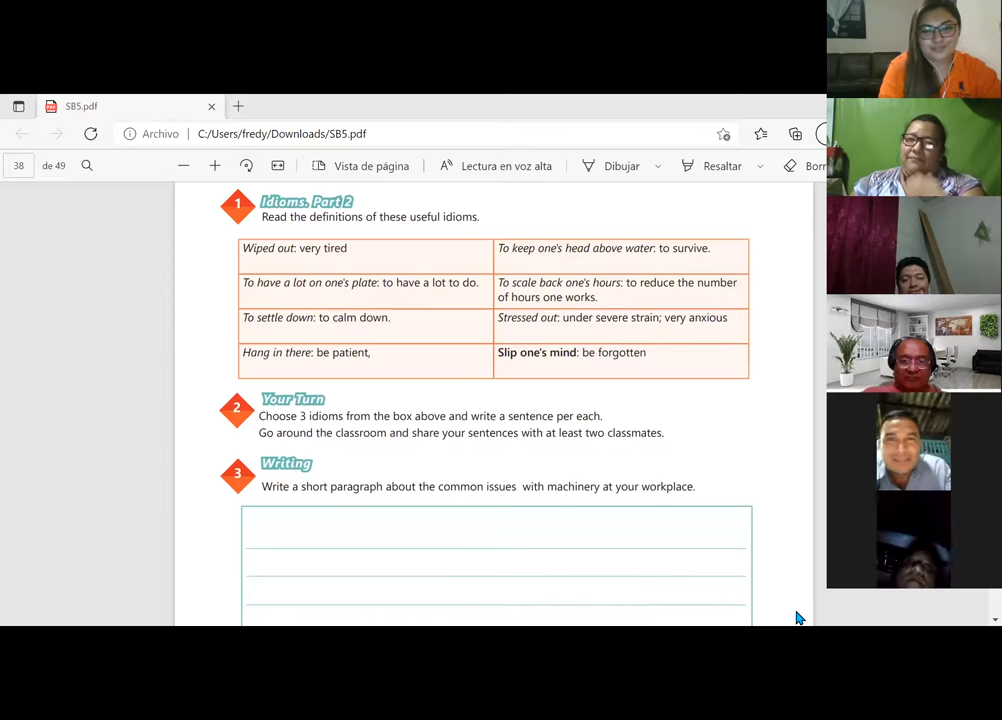 SB5.pdf
Archivo C:/Users/fredy/Downloads/SB5.pdf
38 de 49 Vista de página Lectura en voz alta Dibujar Resaltar Borr
1 Idioms. Part 2
Read the definitions of these useful idioms.
Wiped out: very tired
To keep one's head above water: to survive.
To have a lot on one's plate: to have a lot to do.
To scale back one's hours: to reduce the number
of hours one works.
To settle down: to calm down.
Stressed out: under severe strain; very anxious
Hang in there: be patient,
Slip one's mind: be forgotten
2 Your Turn
Choose 3 idioms from the box above and write a sentence per each.
Go around the classroom and share your sentences with at least two classmates.
3 Writing
Write a short paragraph about the common issues with machinery at your workplace.